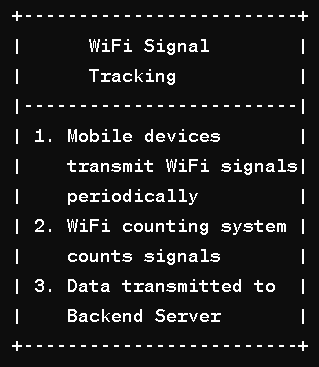 WiFi Signal
Tracking
1. Mobile devices
transmit WiFi signals
periodically
2. WiFi counting system
counts signals
3. Data transmitted to
Backend Server